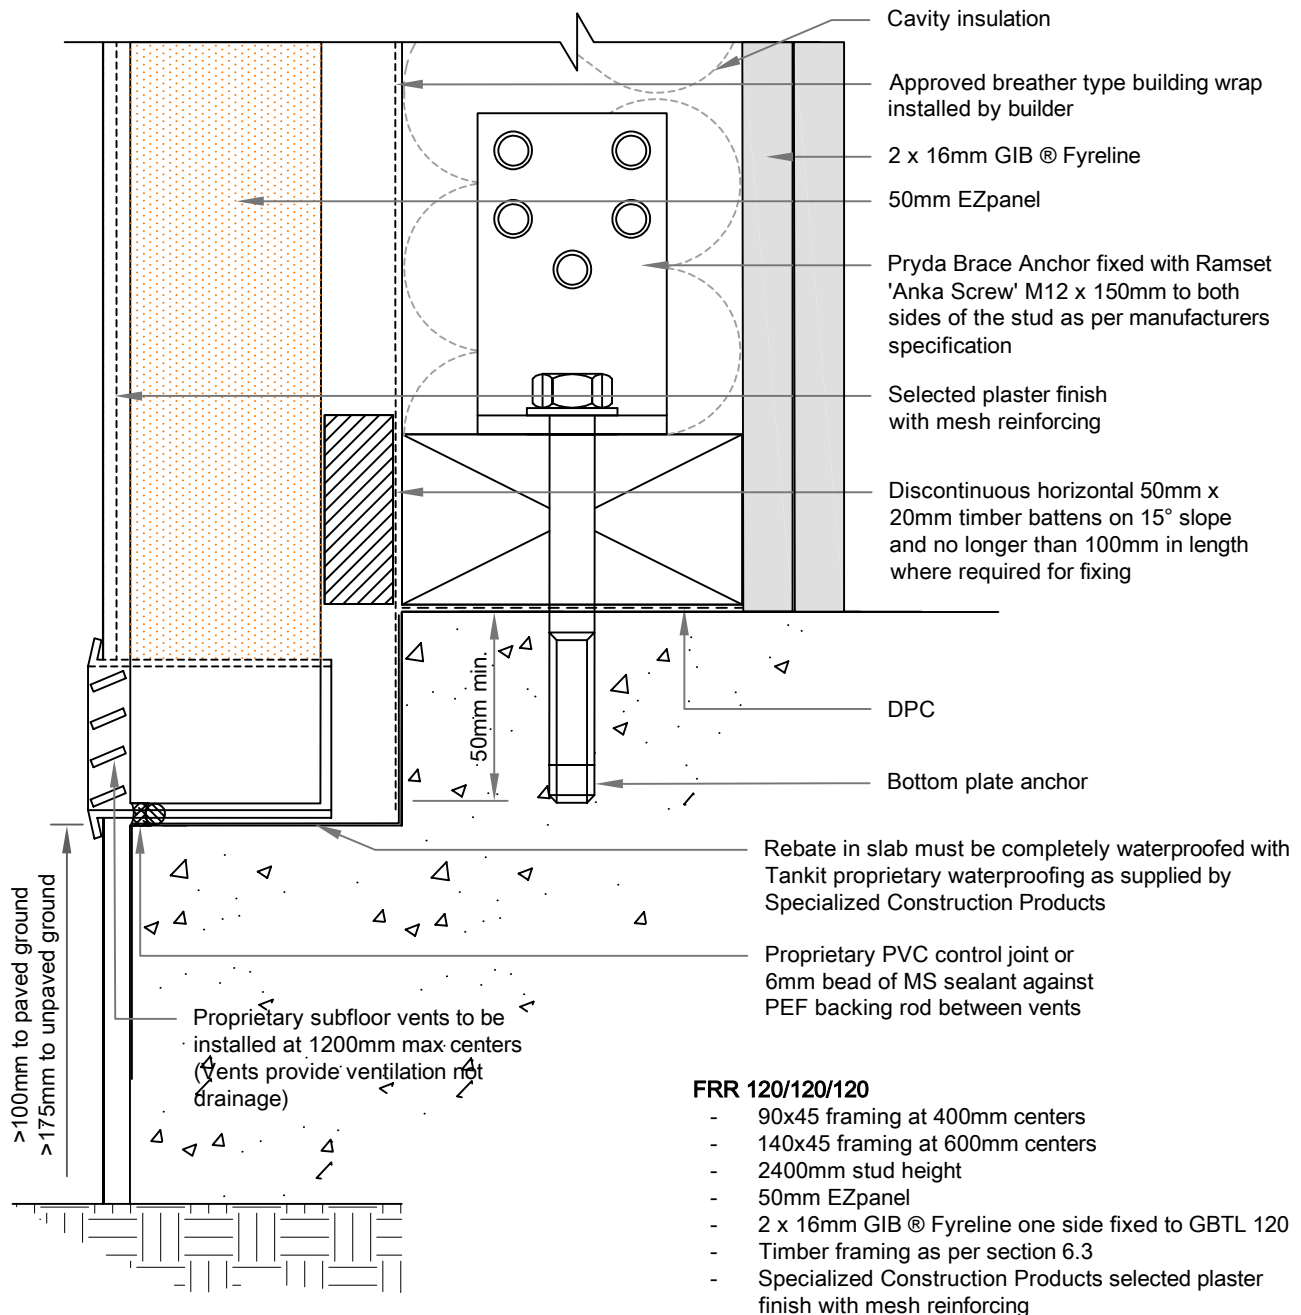 Cavity insulation
Approved breather type building wrap
installed by builder
2 x 16mm GIB ® Fyreline
50mm EZpanel
Pryda Brace Anchor fixed with Ramset
'Anka Screw' M12 x 150mm to both
sides of the stud as per manufacturers
specification
Selected plaster finish
with mesh reinforcing
Discontinuous horizontal 50mm x
20mm timber battens on 15° slope
and no longer than 100mm in length
where required for fixing
50mm min.
DPC
Bottom plate anchor
Rebate in slab must be completely waterproofed with
Tankit proprietary waterproofing as supplied by
Specialized Construction Products
Proprietary PVC control joint or
6mm bead of MS sealant against
PEF backing rod between vents
>100mm to paved ground
>175mm to unpaved ground
Proprietary subfloor vents to be
installed at 1200mm max centers
(Vents provide ventilation not
drainage)
FRR 120/120/120
- 90x45 framing at 400mm centers
- 140x45 framing at 600mm centers
- 2400mm stud height
- 50mm EZpanel
- 2 x 16mm GIB ® Fyreline one side fixed to GBTL 120
- Timber framing as per section 6.3
- Specialized Construction Products selected plaster
finish with mesh reinforcing